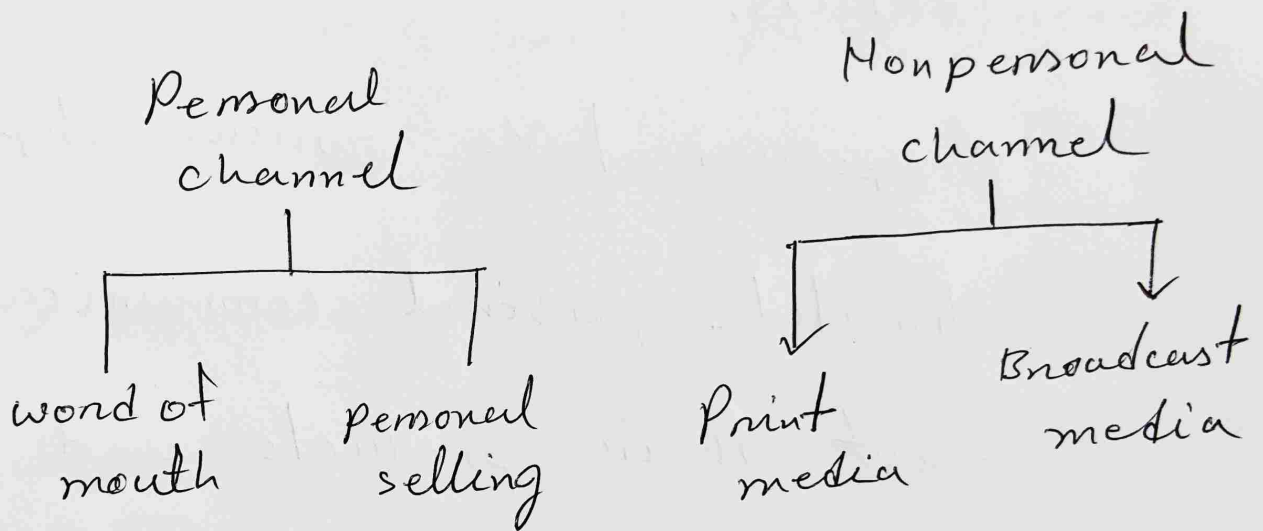 Personal
channel
word of
mouth
personal
selling
Nonpersonal
channel
Print
media
Broadcast
media